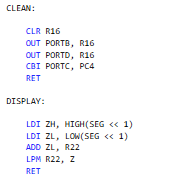 CLEAN:
CLR R16
OUT PORTB, R16
OUT PORTD, R16
CBI PORTC, PC4
RET
DISPLAY:
LDI ZH, HIGH(SEG << 1)
LDI ZL, LOW(SEG << 1)
ADD ZL, R22
LPM R22, Z
RET